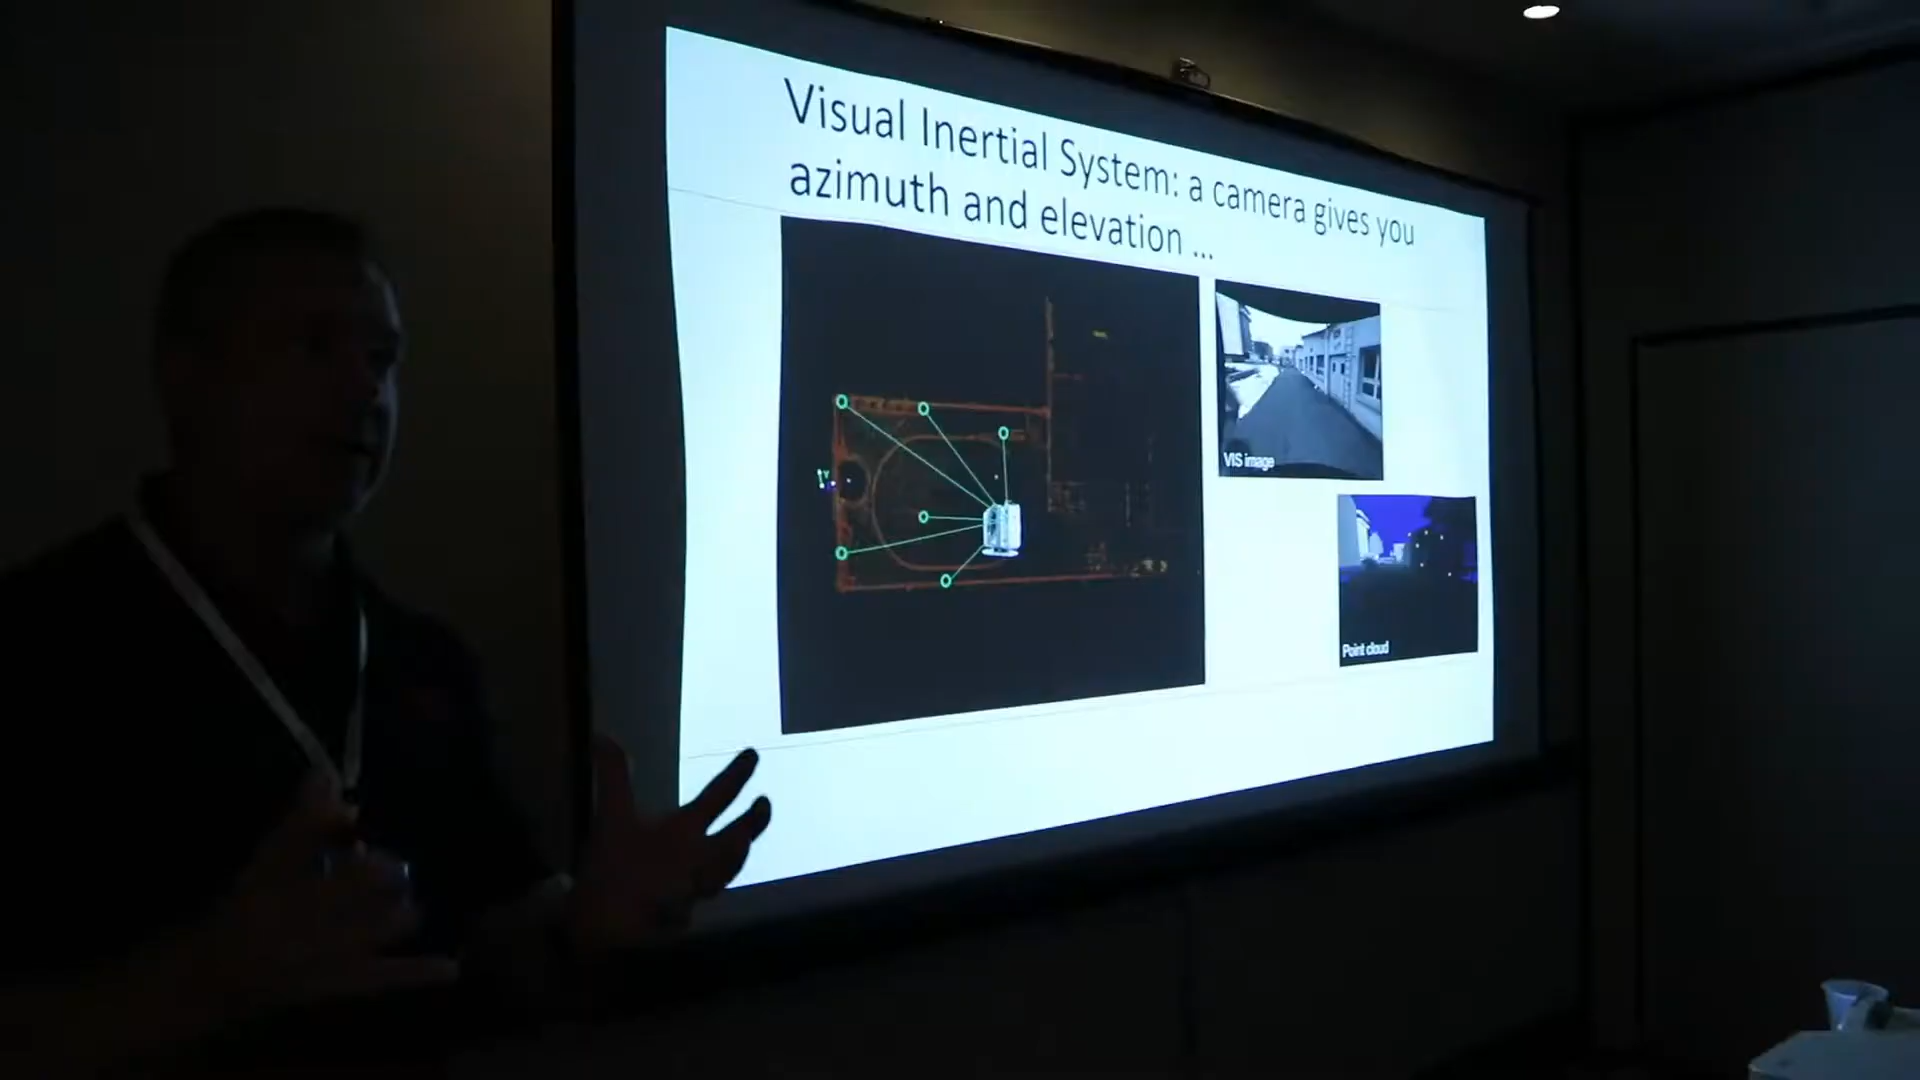 Visual Inertial System: a camera gives you
azimuth and elevation ...
VIS image
Point cloud